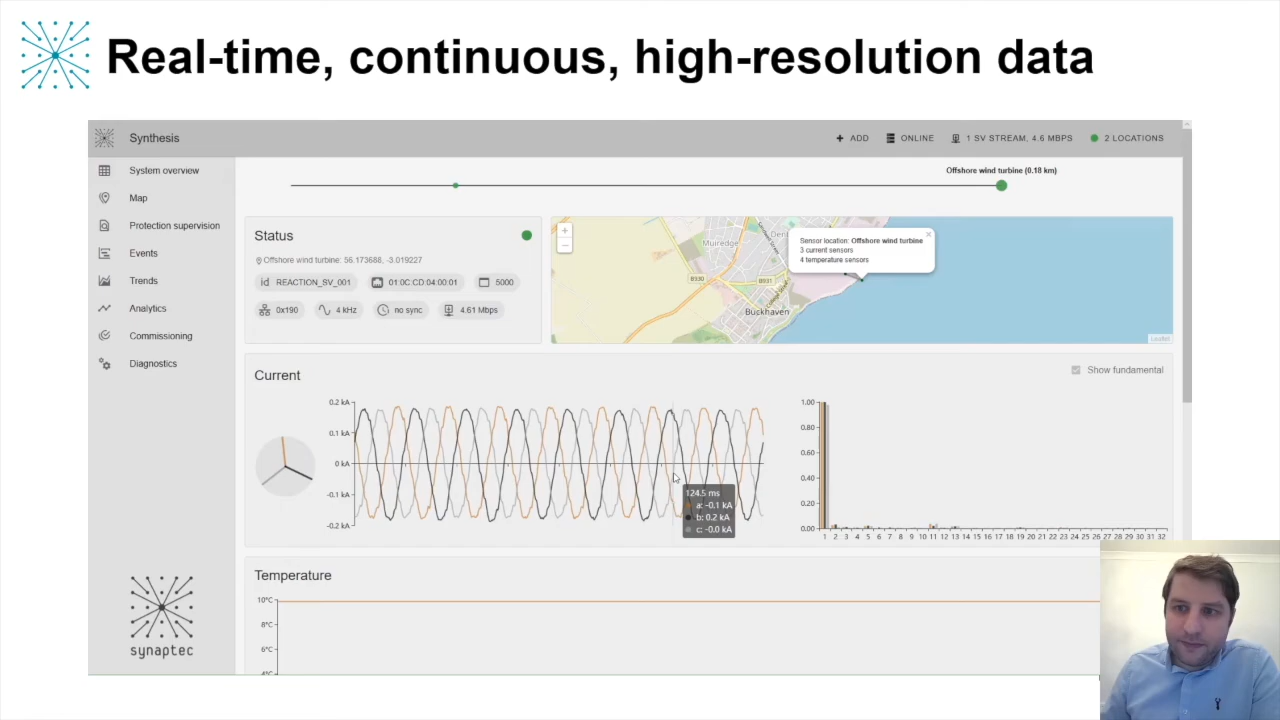 Real-time, continuous, high-resolution data
Synthesis
ADD
ONLINE
1 SV STREAM, 4.6 MBPS
2 LOCATIONS
System overview
Map
Protection supervision
Events
Trends
Analytics
Commissioning
Diagnostics
synaptec
Offshore wind turbine (0.18 km)
Status
Offshore wind turbine: 56.173688, -3.019227
id REACTION_SV_001
01:0C:CD:04:00:01
5000
0x190
4 kHz
no sync
4.61 Mbps
+
−
Muiredge
B930
B931
Buckhaven
Sensor location: Offshore wind turbine
3 current sensors
4 temperature sensors
×
Leaflet
Current
Show fundamental
0.2 kA
0.1 kA
0 kA
-0.1 kA
-0.2 kA
124.5 ms
a: -0.1 kA
b: 0.2 kA
c: -0.0 kA
1.00
0.80
0.60
0.40
0.20
0.00
1 2 3 4 5 6 7 8 9 10 11 12 13 14 15 16 17 18 19 20 21 22 23 24 25 26 27 28 29 30 31 32
Temperature
10°C
8°C
6°C
4°C